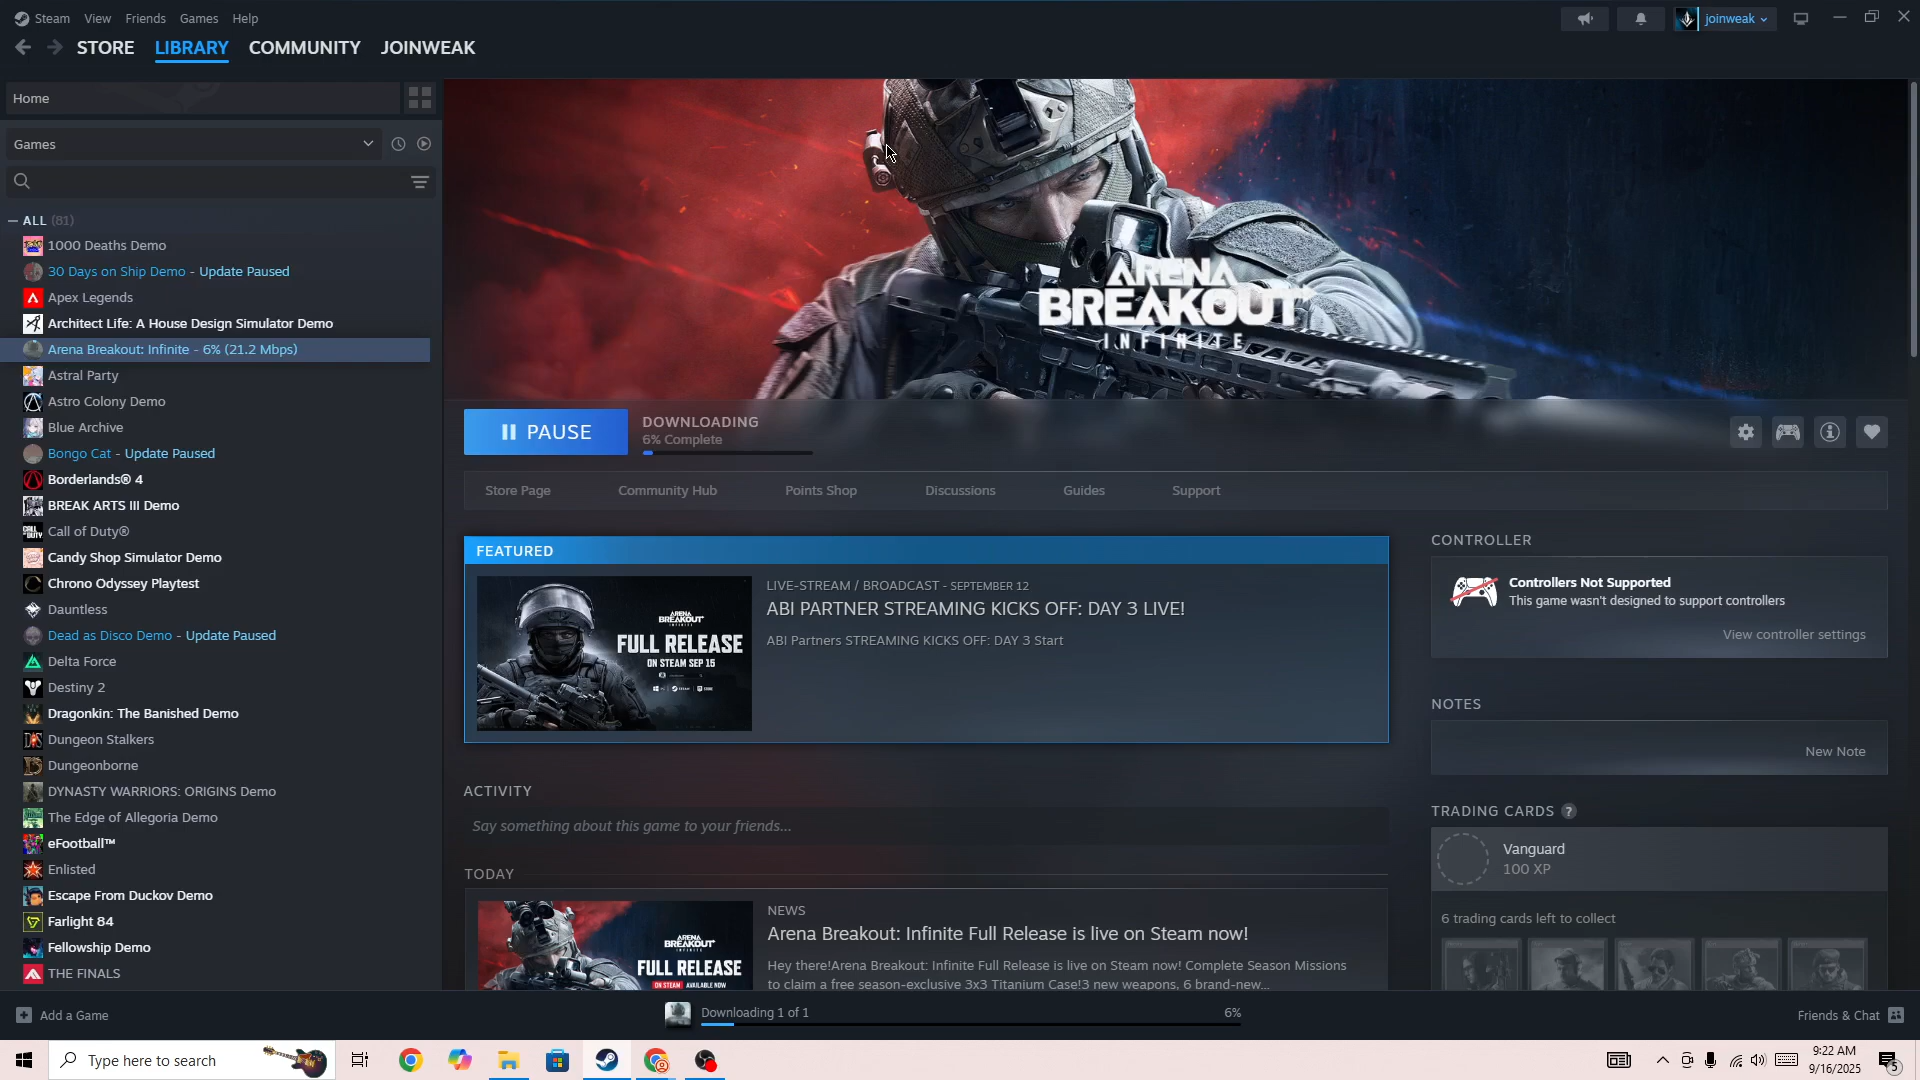 Steam View Friends Games Help
joinweak
STORE LIBRARY COMMUNITY JOINWEAK
Home
Games
ALL (81)
1000 Deaths Demo
30 Days on Ship Demo - Update Paused
Apex Legends
Architect Life: A House Design Simulator Demo
Arena Breakout: Infinite - 6% (21.2 Mbps)
Astral Party
Astro Colony Demo
Blue Archive
Bongo Cat - Update Paused
Borderlands® 4
BREAK ARTS III Demo
Call of Duty®
Candy Shop Simulator Demo
Chrono Odyssey Playtest
Dauntless
Dead as Disco Demo - Update Paused
Delta Force
Destiny 2
Dragonkin: The Banished Demo
Dungeon Stalkers
Dungeonborne
DYNASTY WARRIORS: ORIGINS Demo
The Edge of Allegoria Demo
eFootball™
Enlisted
Escape From Duckov Demo
Farlight 84
Fellowship Demo
THE FINALS
ARENA
BREAKOUT
INFINITE
PAUSE
DOWNLOADING
6% Complete
Store Page Community Hub Points Shop Discussions Guides Support
FEATURED
ARENA
BREAKOUT
FULL RELEASE
ON STEAM SEP 15
LIVE-STREAM / BROADCAST - SEPTEMBER 12
ABI PARTNER STREAMING KICKS OFF: DAY 3 LIVE!
ABI Partners STREAMING KICKS OFF: DAY 3 Start
ACTIVITY
Say something about this game to your friends...
TODAY
ARENA
BREAKOUT
FULL RELEASE
ON STEAM AVAILABLE NOW
NEWS
Arena Breakout: Infinite Full Release is live on Steam now!
Hey there!Arena Breakout: Infinite Full Release is live on Steam now! Complete Season Missions
to claim a free season-exclusive 3x3 Titanium Case!3 new weapons, 6 brand-new...
CONTROLLER
Controllers Not Supported
This game wasn't designed to support controllers
View controller settings
NOTES
New Note
TRADING CARDS ?
Vanguard
100 XP
6 trading cards left to collect
Add a Game
Downloading 1 of 1
6%
Friends & Chat
Type here to search
9:22 AM
9/16/2025
5